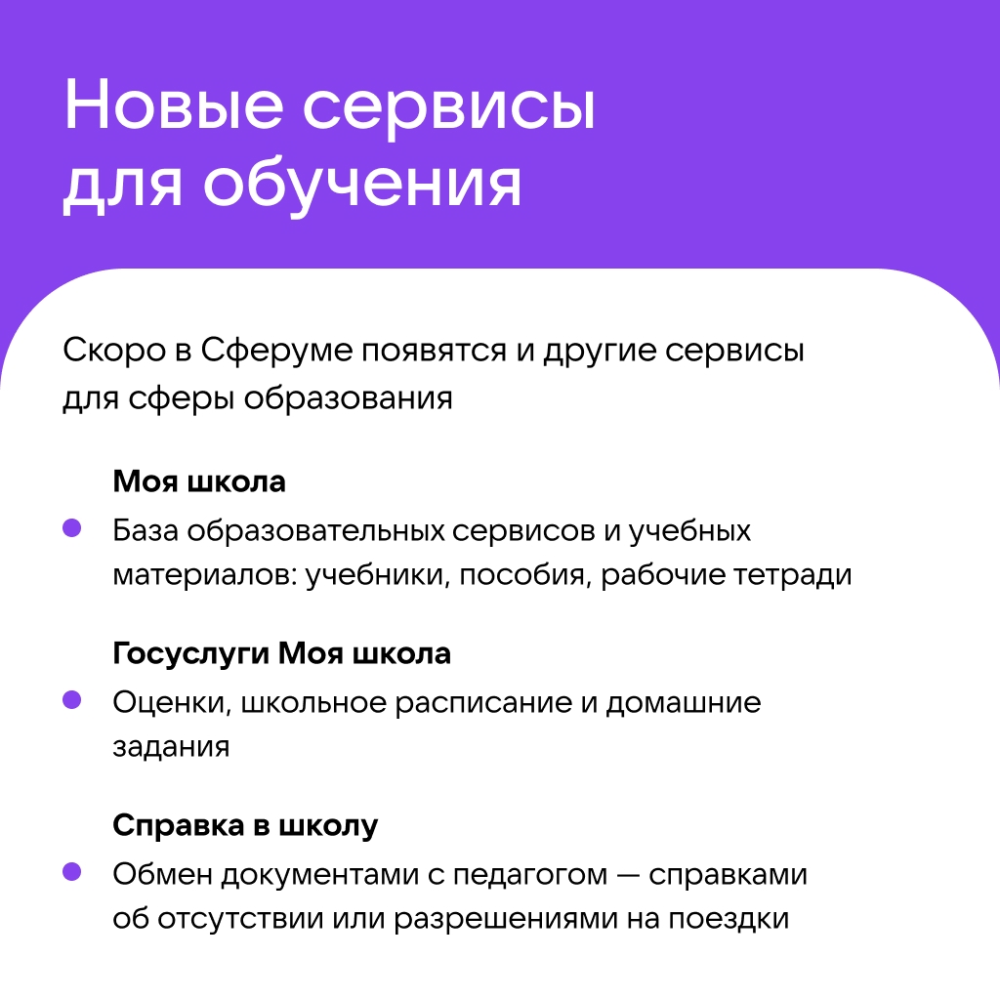 Новые сервисы
для обучения
Скоро в Сферуме появятся и другие сервисы
для сферы образования
Моя школа
База образовательных сервисов и учебных
материалов: учебники, пособия, рабочие тетради
Госуслуги Моя школа
Оценки, школьное расписание и домашние
задания
Справка в школу
Обмен документами с педагогом — справками
об отсутствии или разрешениями на поездки